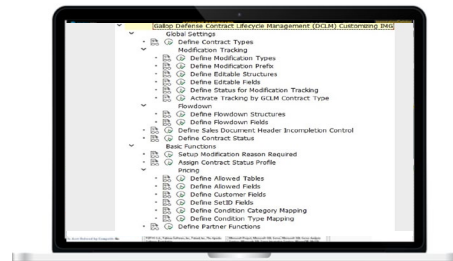 Gallop Defense Contract Lifecycle Management (DCLM) Customizing IMG
Global Settings
Define Contract Types
Modification Tracking
Define Modification Types
Define Modification Prefix
Define Editable Structures
Define Editable Fields
Define Status for Modification Tracking
Activate Tracking by GCLM Contract Type
Flowdown
Define Flowdown Structures
Define Flowdown Fields
Define Sales Document Header Incompletion Control
Define Contract Status
Basic Functions
Setup Modification Reason Required
Assign Contract Status Profile
Pricing
Define Allowed Tables
Define Allowed Fields
Define Customer Fields
Define SetID Fields
Define Condition Category Mapping
Define Condition Type Mapping
Define Partner Functions